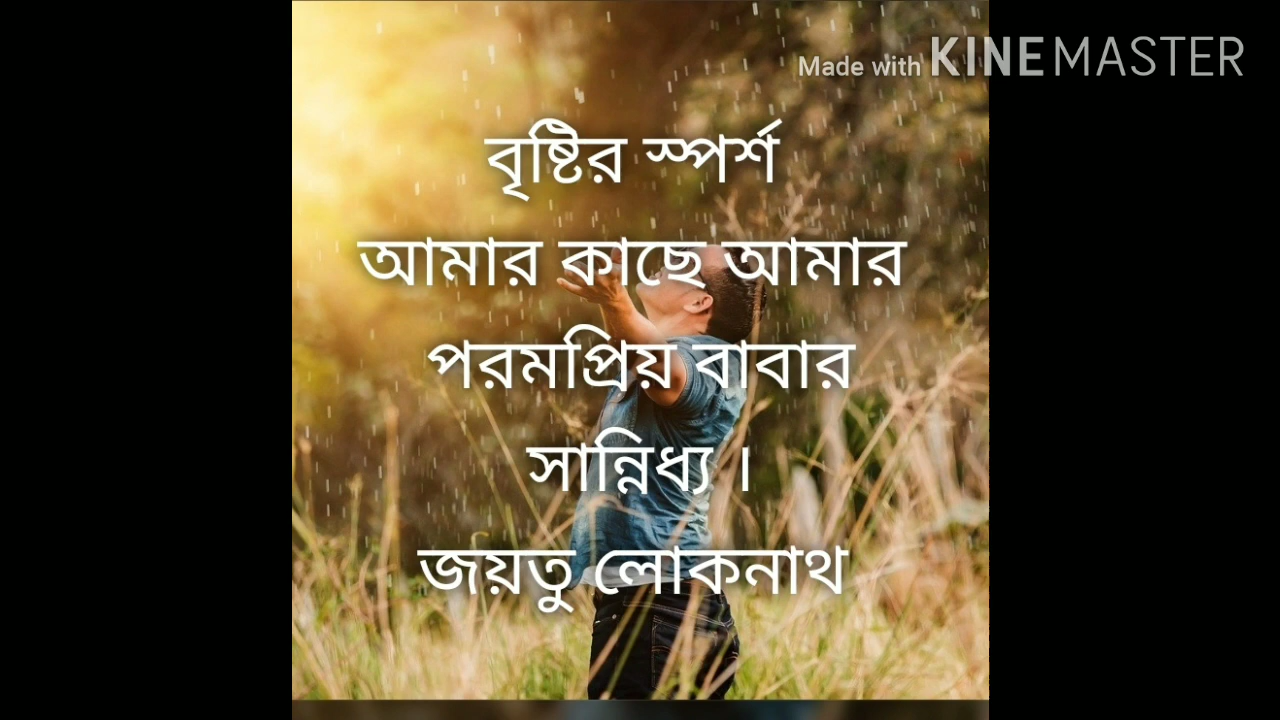 Made with KINEMASTER
বৃষ্টির স্পর্শ
আমার কাছে আমার
পরমপ্রিয় বাবার
সান্নিধ্য ।
জয়তু লোকনাথ